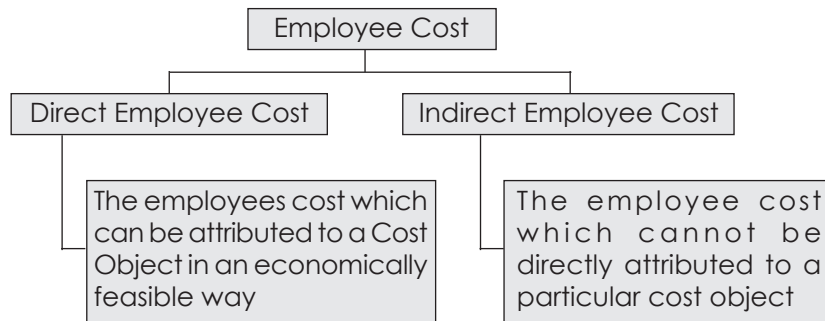 Employee Cost
Direct Employee Cost
Indirect Employee Cost
The employees cost which
can be attributed to a Cost
Object in an economically
feasible way
The employee cost
which cannot be
directly attributed to a
particular cost object